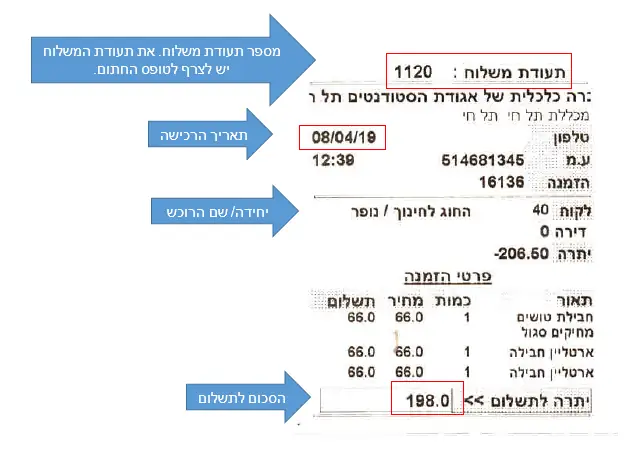 מספר תעודת משלוח. את תעודת המשלוח
יש לצרף לטופס החתום.
תעודת משלוח : 1120
רה כלכלית של אגודת הסטודנטים תל
מכללת תל חי תל חי
תאריך הרכישה
טלפון 08/04/19
ע.מ 514681345 12:39
הזמנה 16136
יחידה/ שם הרוכש
לקוח 40 החוג לחינוך / נופר
דירה 0
יתרה -206.50
פרטי הזמנה
תאור כמות מחיר תשלום
חבילת טושים 1 66.0 66.0
מחיקים סגול
ארטליין חבילה 1 66.0 66.0
ארטליין חבילה 1 66.0 66.0
הסכום לתשלום
יתרה לתשלום >> 198.0